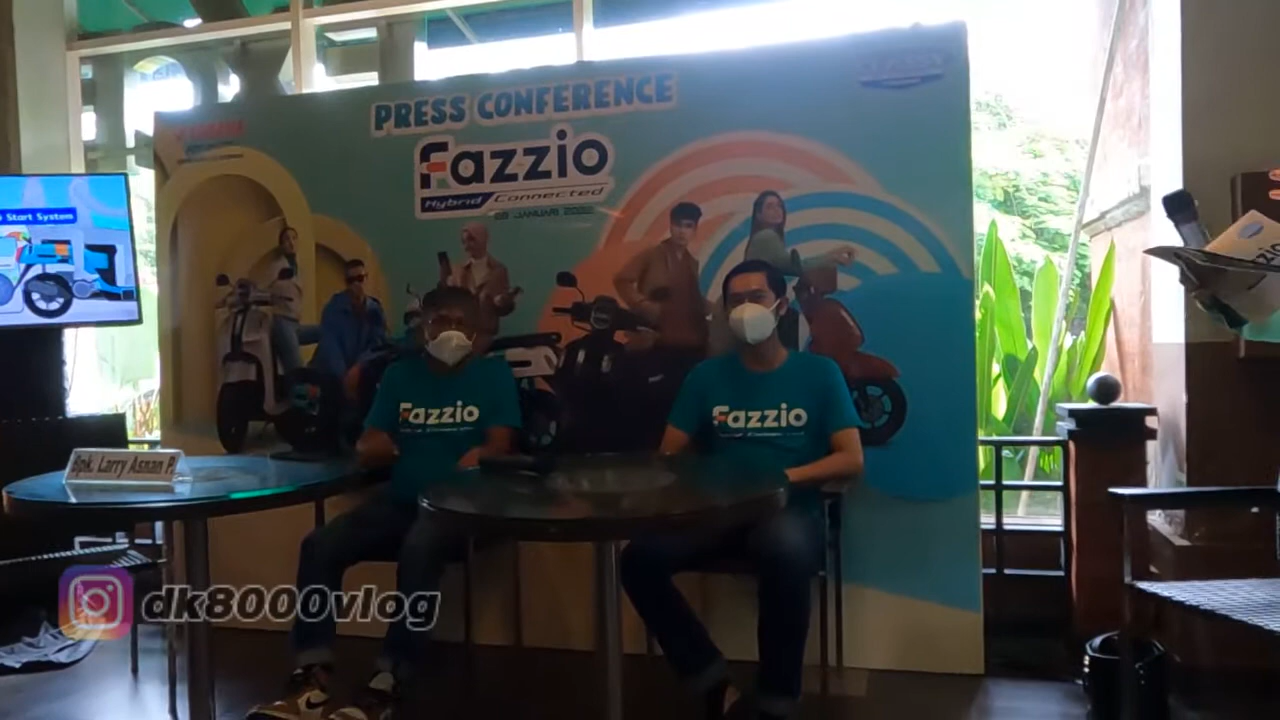 PRESS CONFERENCE
Fazzio
Hybrid Connected
Start System
Fazzio
Fazzio
Bpk. Larry Asnan P.
dk8000vlog